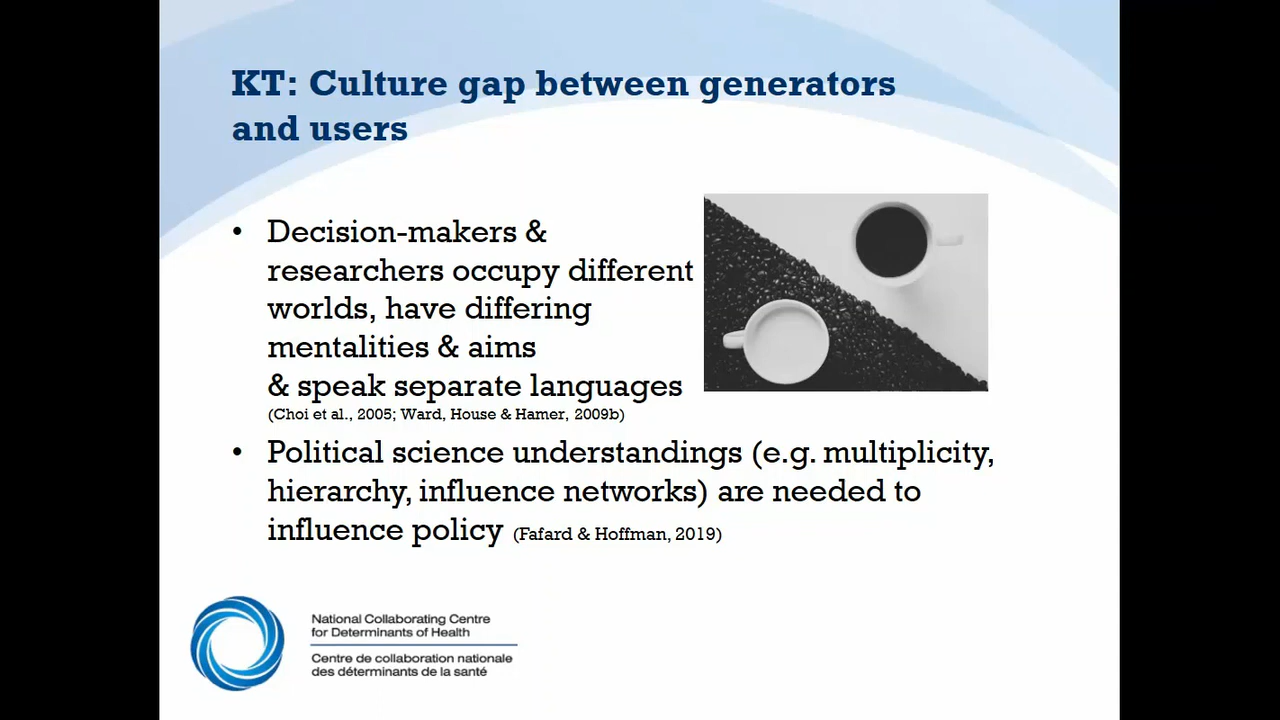 KT: Culture gap between generators
and users
• Decision-makers &
researchers occupy different
worlds, have differing
mentalities & aims
& speak separate languages
(Choi et al., 2005; Ward, House & Hamer, 2009b)
• Political science understandings (e.g. multiplicity,
hierarchy, influence networks) are needed to
influence policy (Fafard & Hoffman, 2019)
National Collaborating Centre
for Determinants of Health
Centre de collaboration nationale
des déterminants de la santé